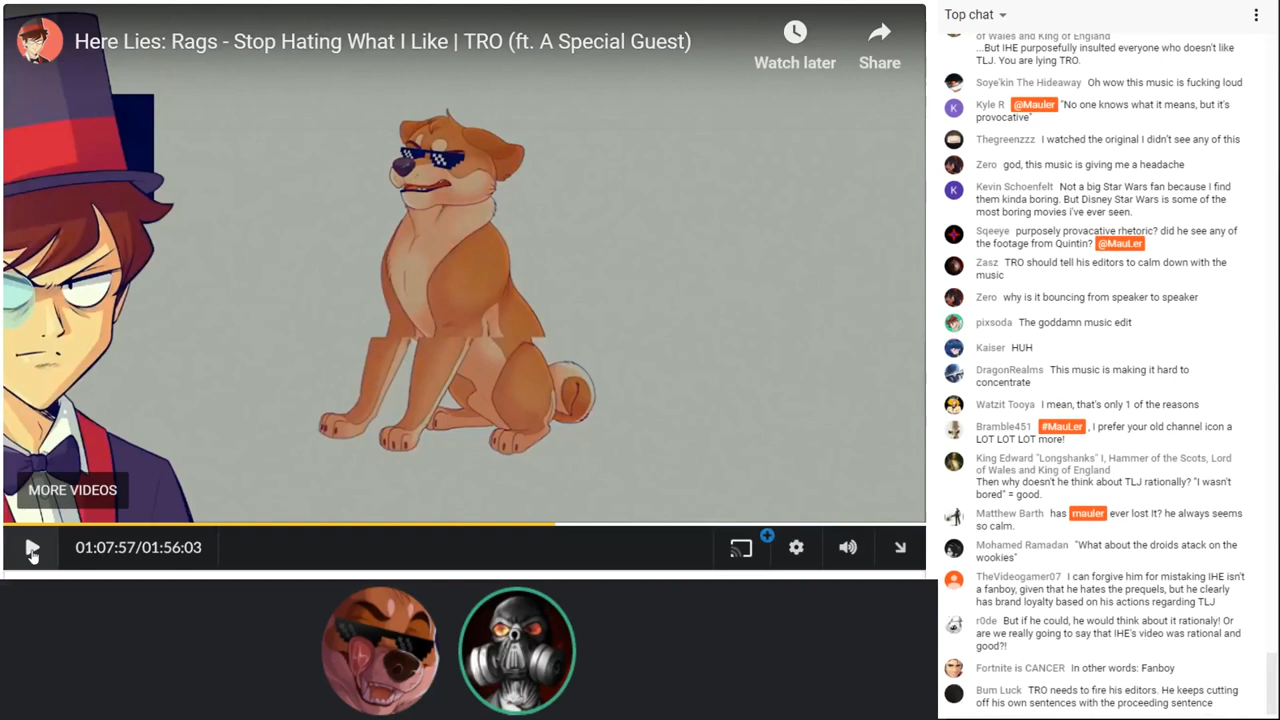 Here Lies: Rags - Stop Hating What I Like | TRO (ft. A Special Guest)
Watch later
Share
MORE VIDEOS
01:07:57/01:56:03
Top chat
of Wales and King of England
...But IHE purposefully insulted everyone who doesn't like
TLJ. You are lying TRO.
Soye'kin The Hideaway Oh wow this music is fucking loud
K
Kyle R @Mauler "No one knows what it means, but it's
provocative"
Thegreenzzz I watched the original I didn't see any of this
Zero god, this music is giving me a headache
K
Kevin Schoenfelt Not a big Star Wars fan because I find
them kinda boring. But Disney Star Wars is some of the
most boring movies i've ever seen.
Sqeeye purposely provacative rhetoric? did he see any of
the footage from Quintin? @MauLer
Zasz TRO should tell his editors to calm down with the
music
Zero why is it bouncing from speaker to speaker
pixsoda The goddamn music edit
Kaiser HUH
DragonRealms This music is making it hard to
concentrate
Watzit Tooya I mean, that's only 1 of the reasons
Bramble451 #MauLer , I prefer your old channel icon a
LOT LOT LOT more!
King Edward "Longshanks" I, Hammer of the Scots, Lord
of Wales and King of England
Then why doesn't he think about TLJ rationally? "I wasn't
bored" = good.
Matthew Barth has mauler ever lost It? he always seems
so calm.
Mohamed Ramadan "What about the droids attack on the
wookies"
TheVideogamer07 I can forgive him for mistaking IHE isn't
a fanboy, given that he hates the prequels, but he clearly
has brand loyalty based on his actions regarding TLJ
r0de But if he could, he would think about it rationaly! Or
are we really going to say that IHE's video was rational and
good?!
Fortnite is CANCER In other words: Fanboy
Bum Luck TRO needs to fire his editors. He keeps cutting
off his own sentences with the proceeding sentence